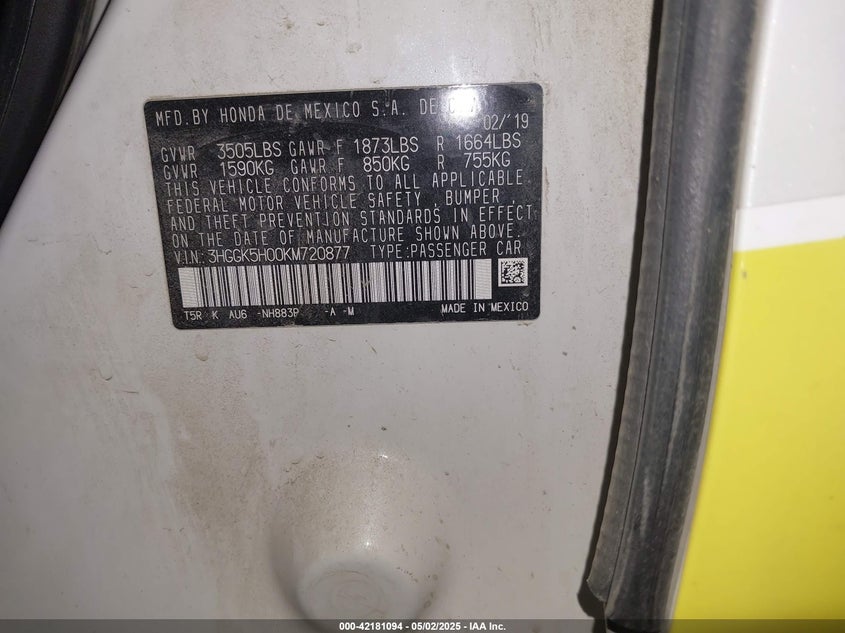 MFD.BY HONDA DE MEXICO S.A. DE
02/'19
GVWR 3505LBS GAWR F 1873LBS R 1664LBS
GVWR 1590KG GAWR F 850KG R 755KG
THIS VEHICLE CONFORMS TO ALL APPLICABLE
FEDERAL MOTOR VEHICLE SAFETY , BUMPER ,
AND THEFT PREVENTION STANDARDS IN EFFECT
ON THE DATE OF MANUFACTURE SHOWN ABOVE.
V.I.N.:3HGGK5H00KM720877 TYPE:PASSENGER CAR
T5R K AU6 -NH883P -A -M MADE IN MEXICO
000-42181094 — 05/02/2025 — IAA Inc.